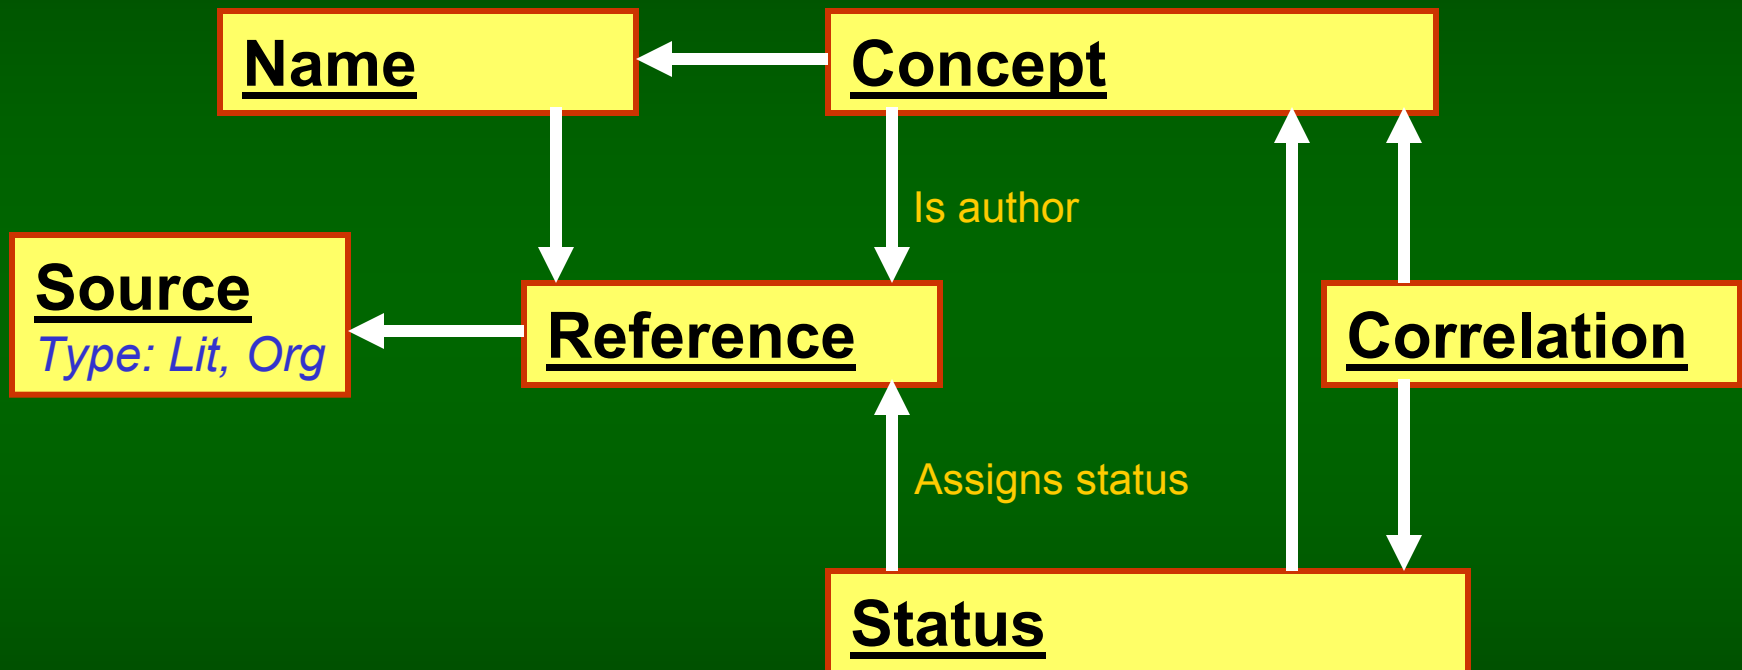 Name
Concept
Is author
Source
Type: Lit, Org
Reference
Correlation
Assigns status
Status